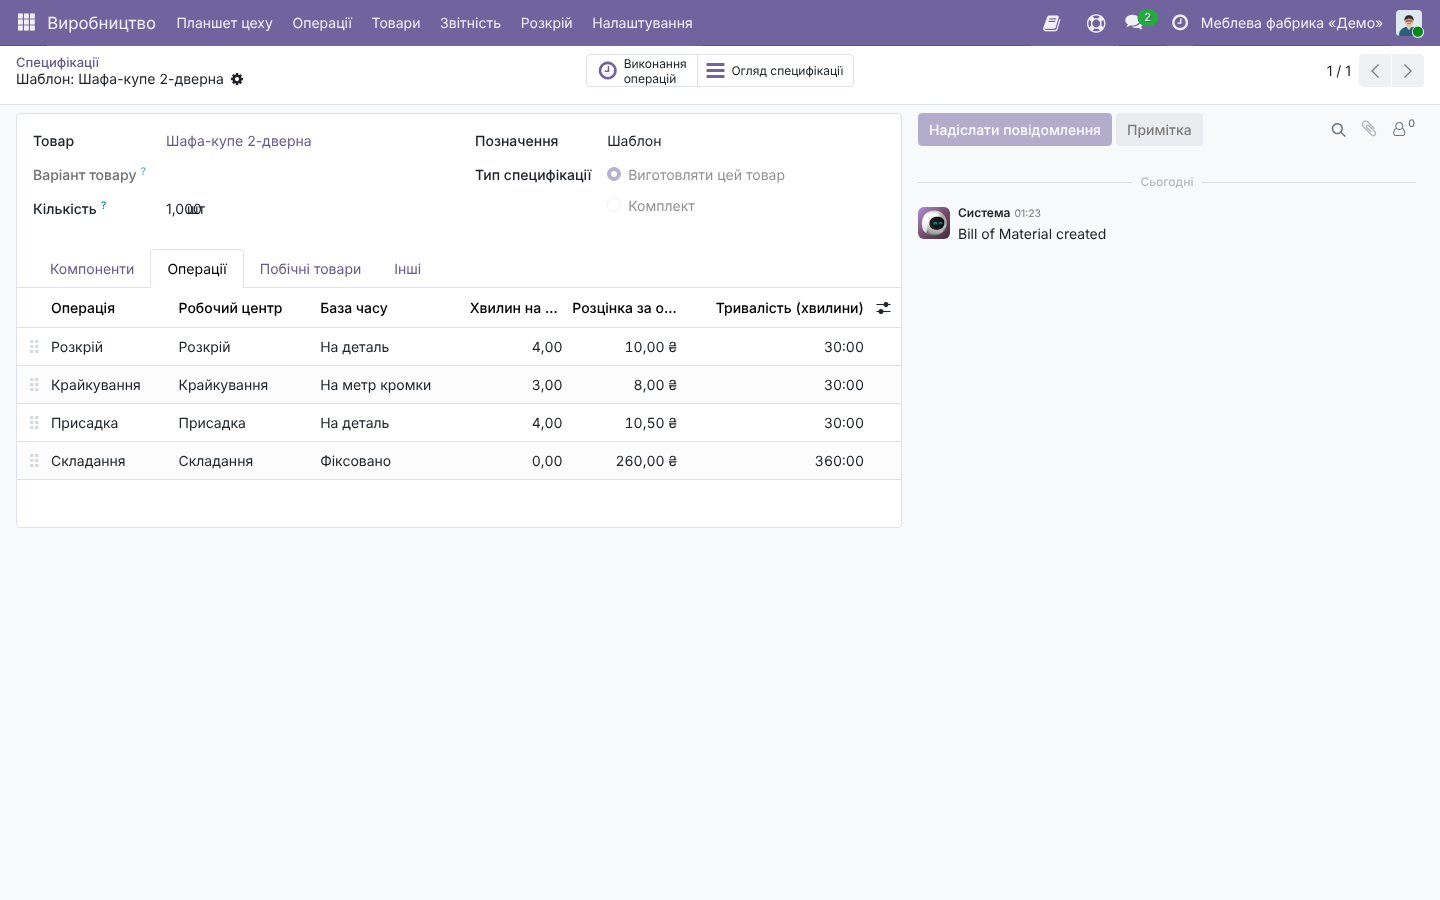 Виробництво Планшет цеху Операції Товари Звітність Розкрій Налаштування 2 Меблева фабрика «Демо»
Специфікації
Шаблон: Шафа-купе 2-дверна
Виконання операцій
Огляд специфікації
1 / 1
Товар Шафа-купе 2-дверна
Варіант товару ?
Кількість ? 1,000 шт
Позначення Шаблон
Тип специфікації Виготовляти цей товар
Комплект
Компоненти Операції Побічні товари Інші
Операція Робочий центр База часу Хвилин на ... Розцінка за о... Тривалість (хвилини)
Розкрій Розкрій На деталь 4,00 10,00 ₴ 30:00
Крайкування Крайкування На метр кромки 3,00 8,00 ₴ 30:00
Присадка Присадка На деталь 4,00 10,50 ₴ 30:00
Складання Складання Фіксовано 0,00 260,00 ₴ 360:00
Надіслати повідомлення Примітка 0
Сьогодні
Система 01:23
Bill of Material created